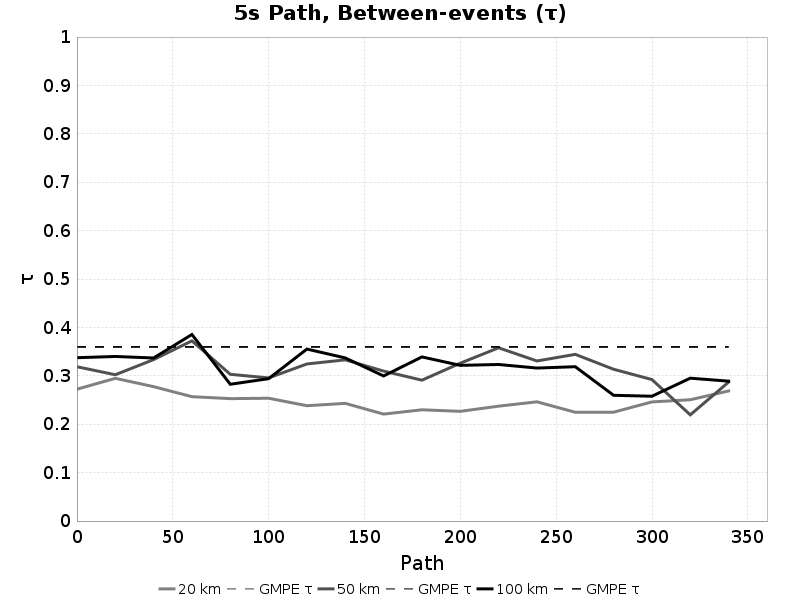 5s Path, Between-events (τ)
1
0.9
0.8
0.7
0.6
0.5
0.4
0.3
0.2
0.1
0
τ
0 50 100 150 200 250 300 350
Path
20 km GMPE τ 50 km GMPE τ 100 km GMPE τ